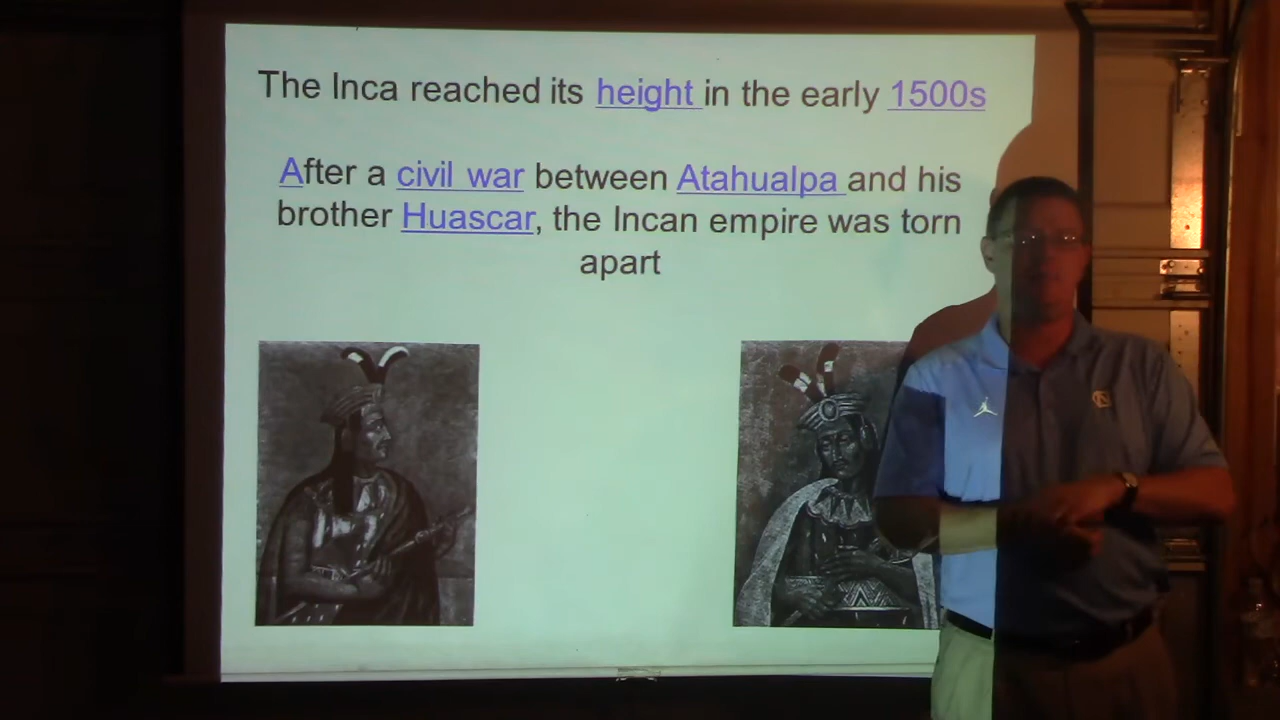 The Inca reached its height in the early 1500s
After a civil war between Atahualpa and his
brother Huascar, the Incan empire was torn
apart